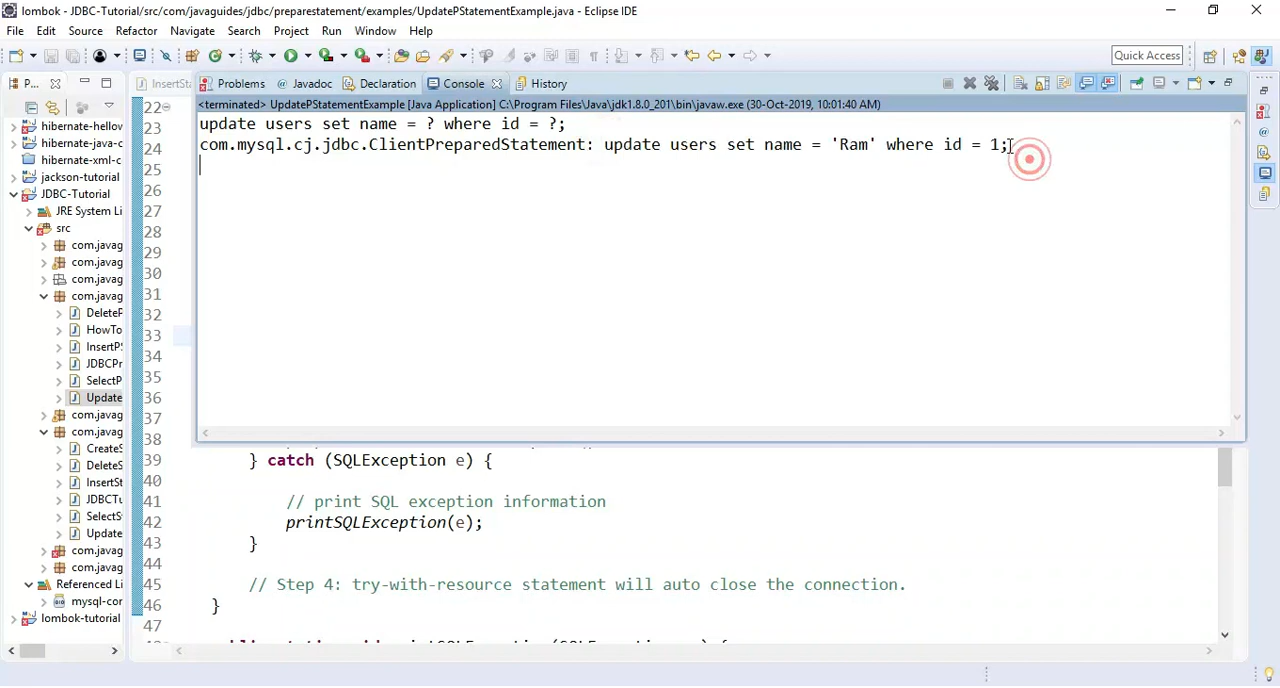 lombok - JDBC-Tutorial/src/com/javaguides/jdbc/preparestatement/examples/UpdatePStatementExample.java - Eclipse IDE
File Edit Source Refactor Navigate Search Project Run Window Help
Quick Access
P...
InsertSta
Problems @ Javadoc Declaration Console History
<terminated> UpdatePStatementExample [Java Application] C:\Program Files\Java\jdk1.8.0_201\bin\javaw.exe (30-Oct-2019, 10:01:40 AM)
update users set name = ? where id = ?;
com.mysql.cj.jdbc.ClientPreparedStatement: update users set name = 'Ram' where id = 1;
hibernate-hellow
hibernate-java-c
hibernate-xml-c
jackson-tutorial
JDBC-Tutorial
JRE System Li
src
com.javag
com.javag
com.javag
com.javag
DeleteP
HowTo
InsertPS
JDBCPr
SelectP
Update
com.javag
com.javag
CreateS
DeleteS
InsertSt
JDBCTu
SelectS
Update
com.javag
com.javag
Referenced Li
mysql-cor
lombok-tutorial
22
23
24
25
26
27
28
29
30
31
32
33
34
35
36
37
38
39 } catch (SQLException e) {
40
41 // print SQL exception information
42 printSQLException(e);
43 }
44
45 // Step 4: try-with-resource statement will auto close the connection.
46 }
47